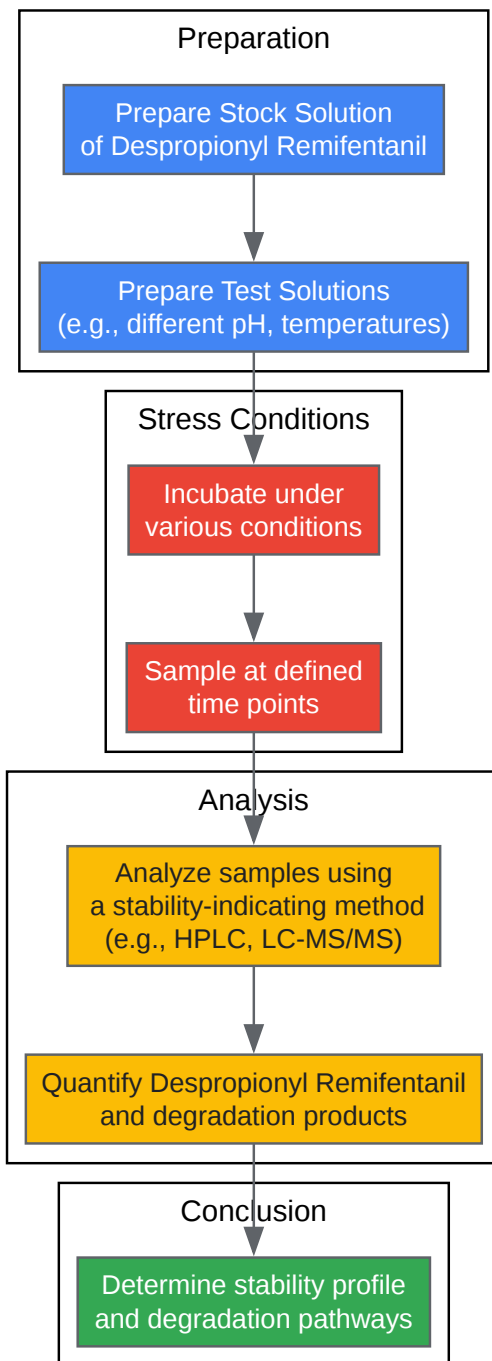 Preparation
Prepare Stock Solution
of Despropionyl Remifentanil
Prepare Test Solutions
(e.g., different pH, temperatures)
Stress Conditions
Incubate under
various conditions
Sample at defined
time points
Analysis
Analyze samples using
a stability-indicating method
(e.g., HPLC, LC-MS/MS)
Quantify Despropionyl Remifentanil
and degradation products
Conclusion
Determine stability profile
and degradation pathways